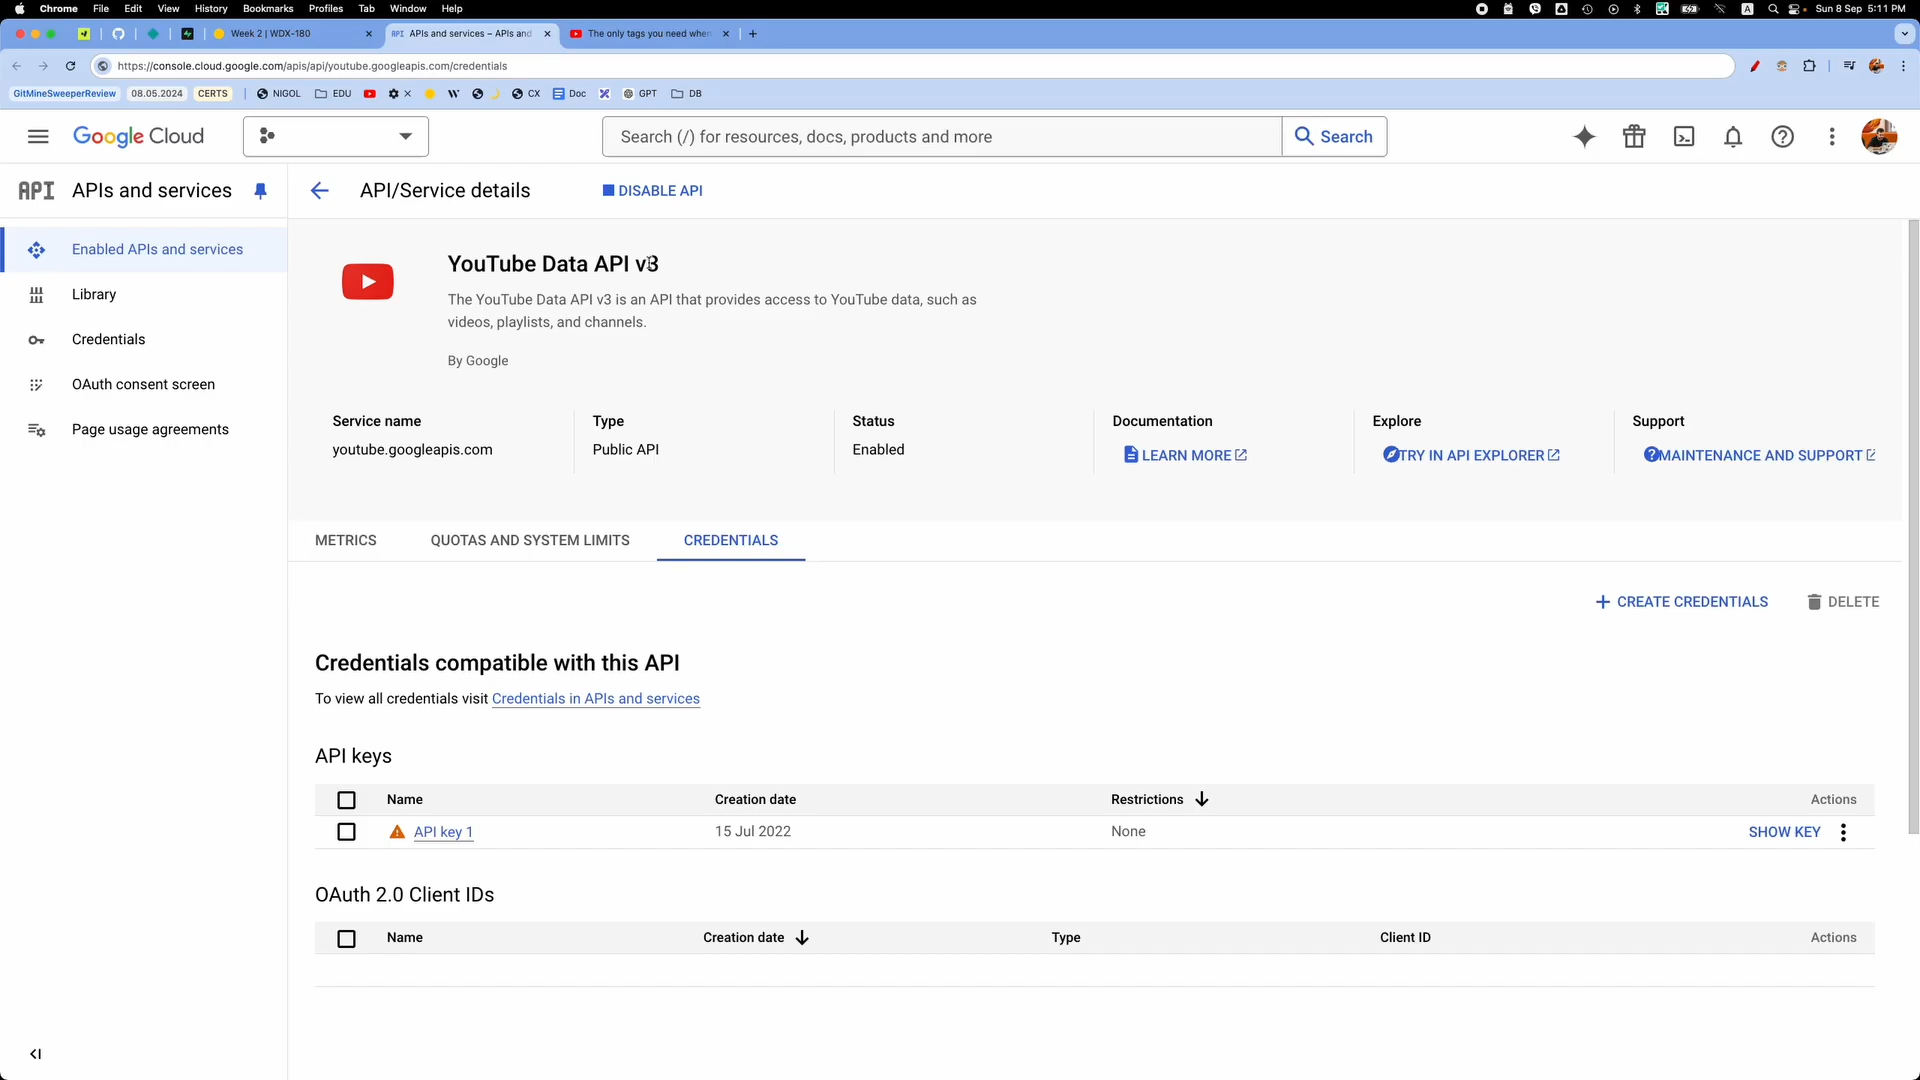 Chrome File Edit View History Bookmarks Profiles Tab Window Help Sun 8 Sep 5:11 PM
Week 2 | WDX-180 APIs and services – APIs and The only tags you need when
https://console.cloud.google.com/apis/api/youtube.googleapis.com/credentials
GitMineSweeperReview 08.05.2024 CERTS NIGOL EDU CX Doc GPT DB
Google Cloud Search (/) for resources, docs, products and more Search
API APIs and services API/Service details DISABLE API
Enabled APIs and services
Library
Credentials
OAuth consent screen
Page usage agreements
YouTube Data API v3
The YouTube Data API v3 is an API that provides access to YouTube data, such as
videos, playlists, and channels.
By Google
Service name Type Status Documentation Explore Support
youtube.googleapis.com Public API Enabled LEARN MORE TRY IN API EXPLORER MAINTENANCE AND SUPPORT
METRICS QUOTAS AND SYSTEM LIMITS CREDENTIALS
CREATE CREDENTIALS DELETE
Credentials compatible with this API
To view all credentials visit Credentials in APIs and services
API keys
Name Creation date Restrictions Actions
API key 1 15 Jul 2022 None SHOW KEY
OAuth 2.0 Client IDs
Name Creation date Type Client ID Actions